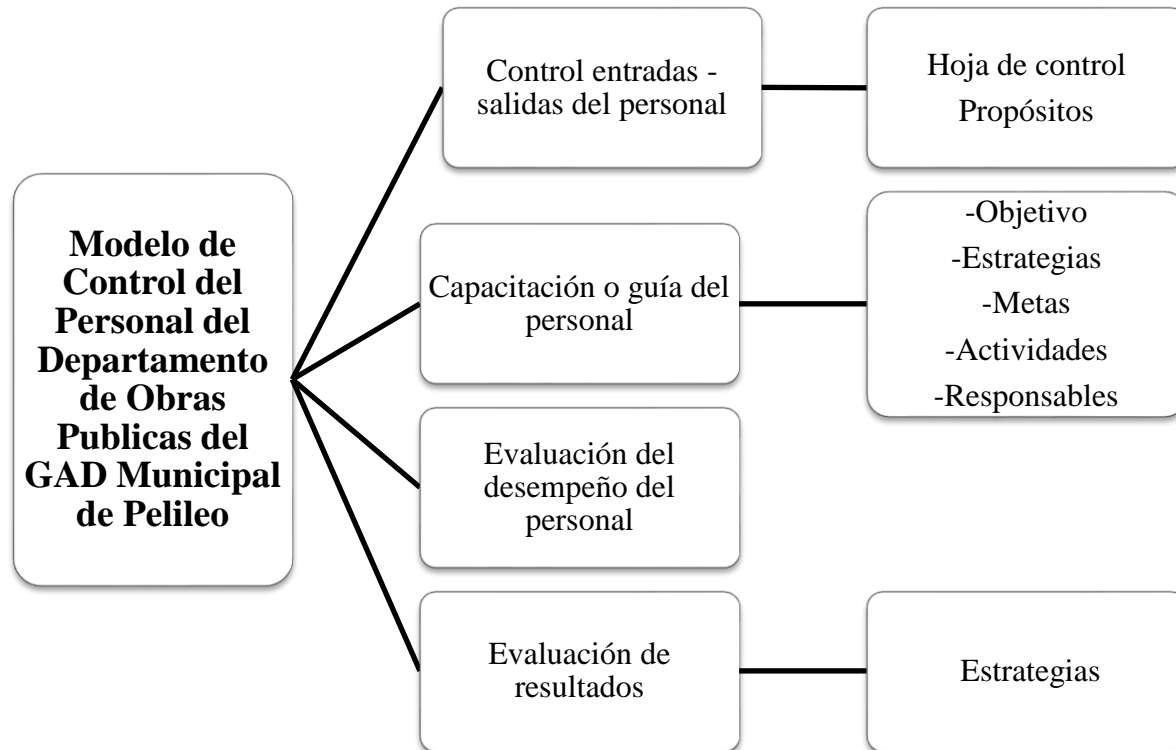 Modelo de
Control del
Personal del
Departamento
de Obras
Publicas del
GAD Municipal
de Pelileo
Control entradas -
salidas del personal
Hoja de control
Propósitos
Capacitación o guía del
personal
-Objetivo
-Estrategias
-Metas
-Actividades
-Responsables
Evaluación del
desempeño del
personal
Evaluación de
resultados
Estrategias